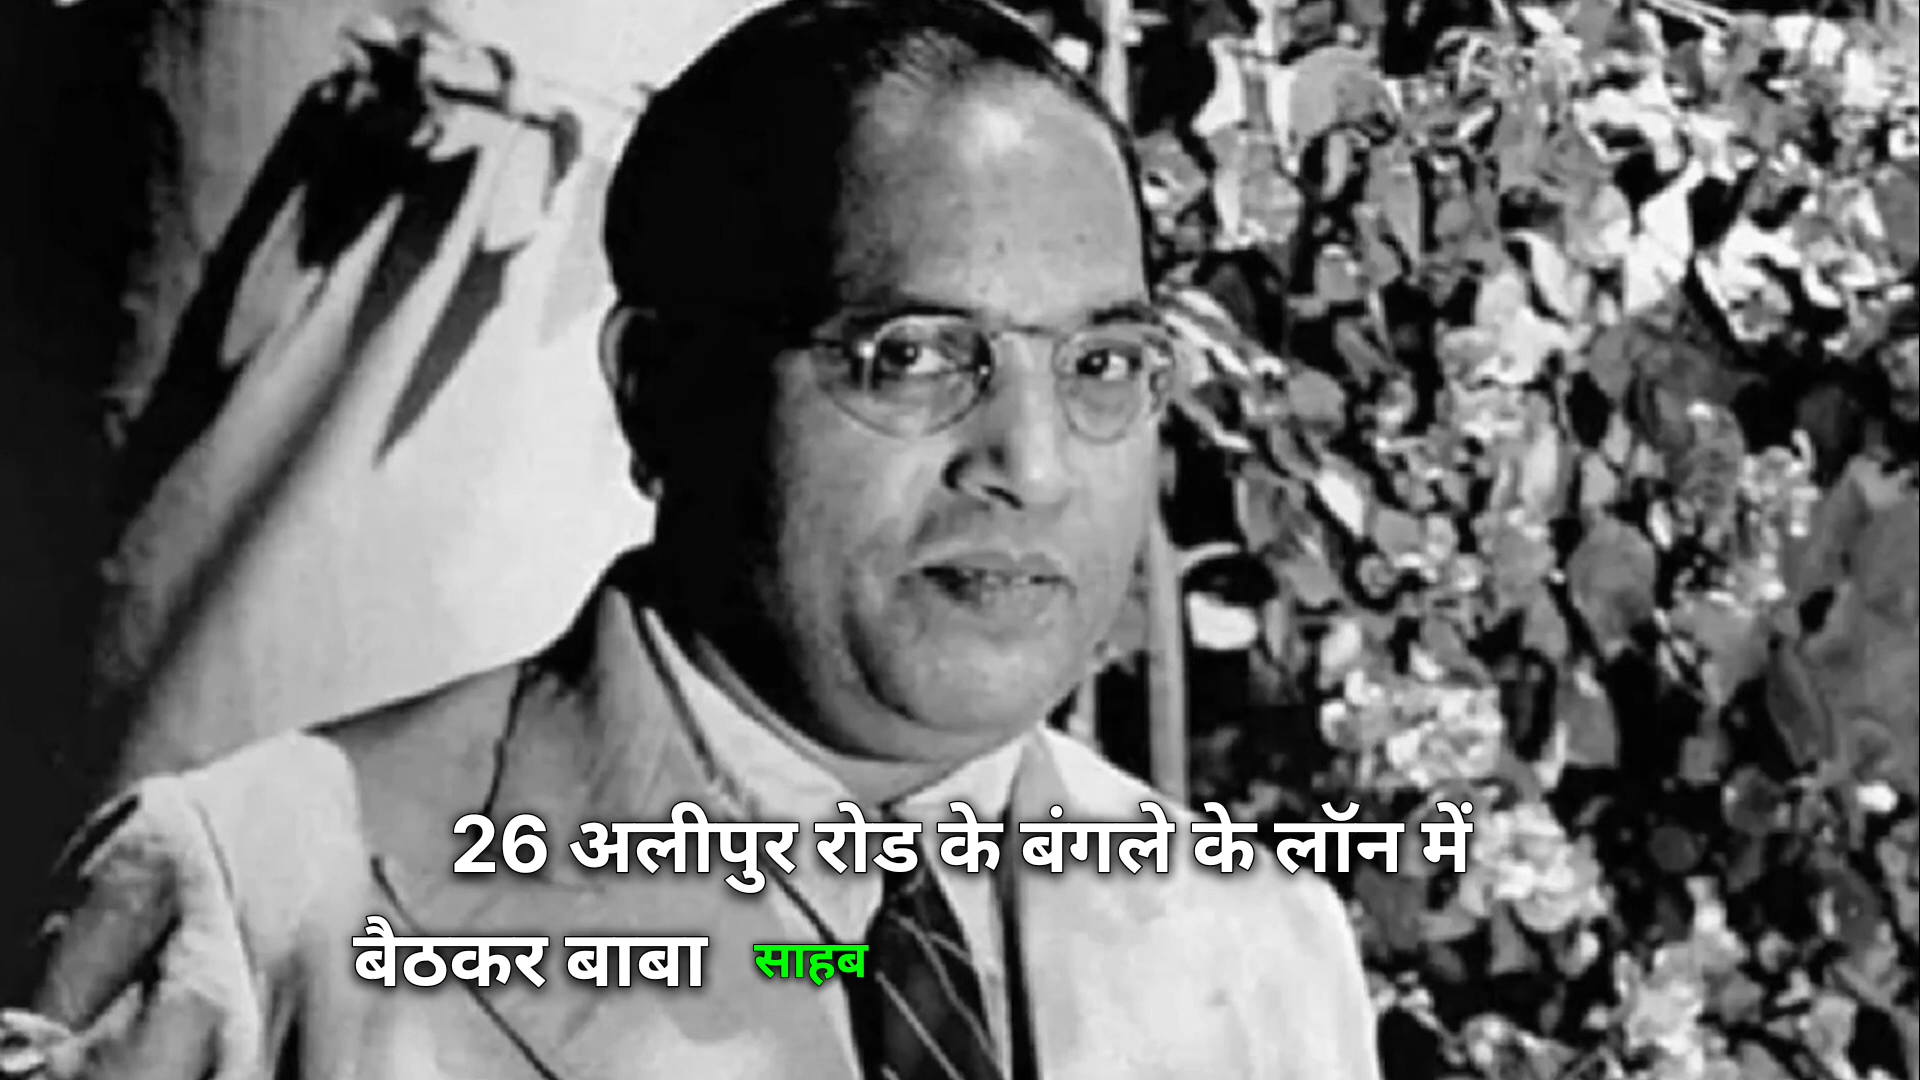 26 अलीपुर रोड के बंगले के लॉन में
बैठकर बाबा साहब